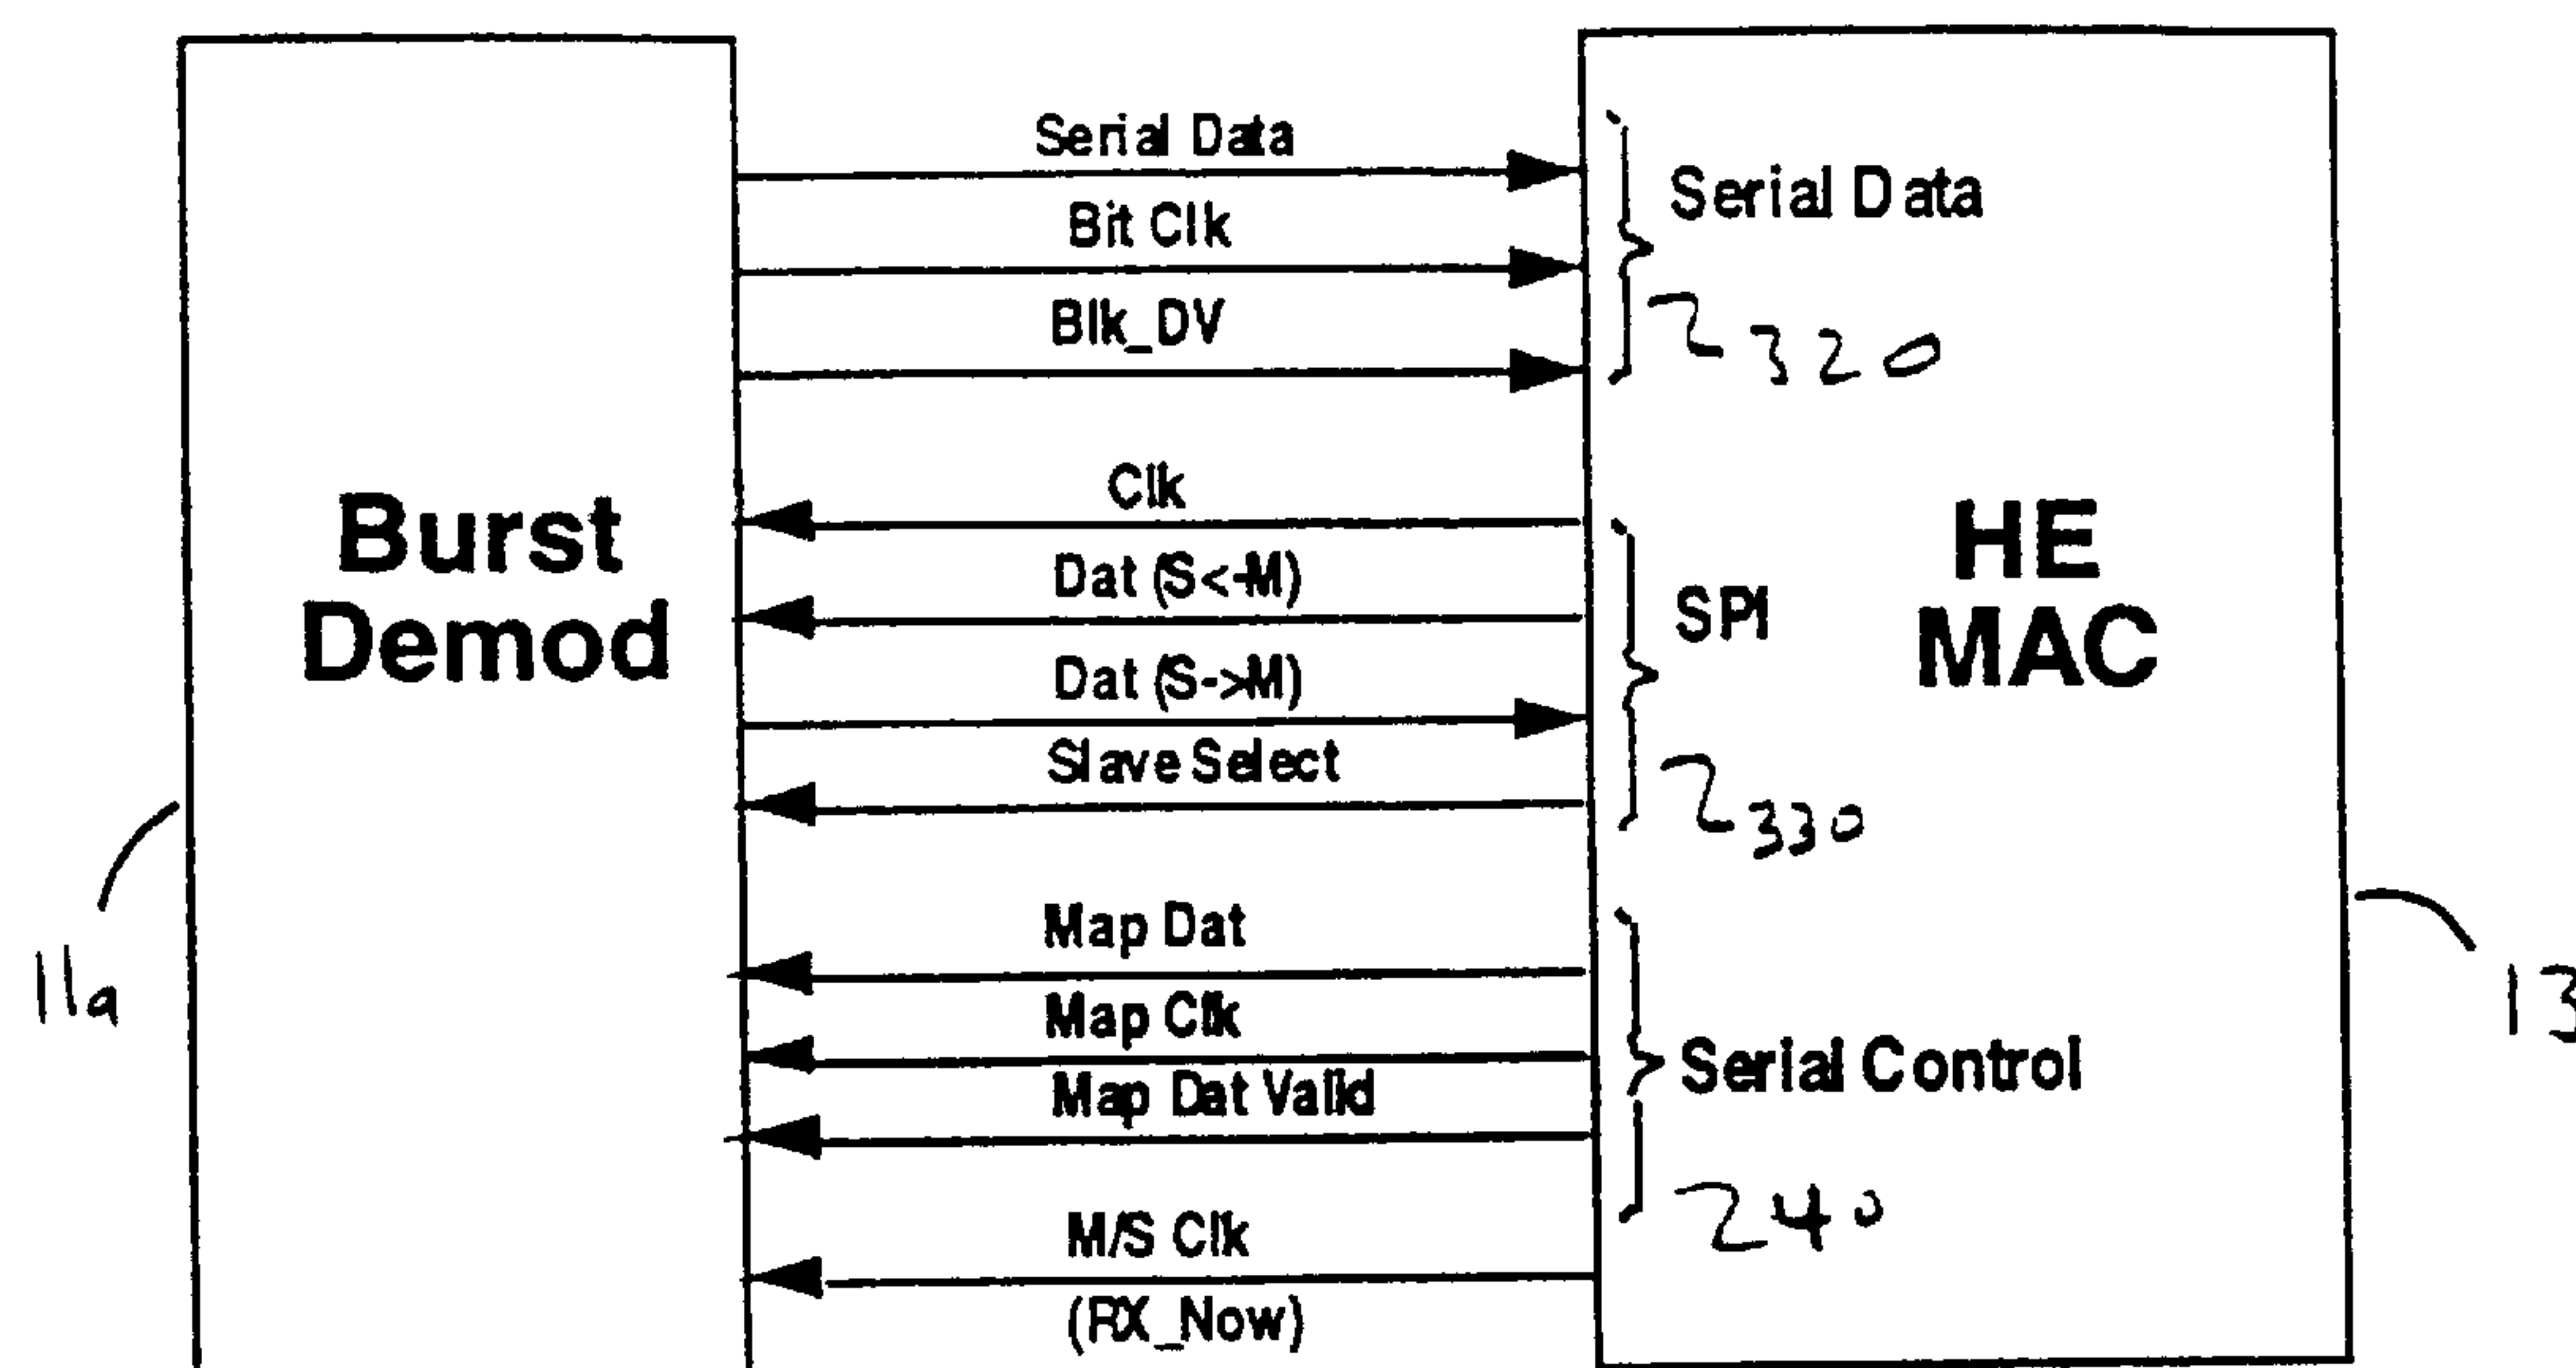 Serial Data
Bit Clk
Blk_DV
Serial Data
320
Clk
Dat (S<-M)
Dat (S->M)
Slave Select
SPI
330
Burst
Demod
HE
MAC
Map Dat
Map Clk
Map Dat Valid
Serial Control
240
M/S Clk
(RX_Now)
11a
13